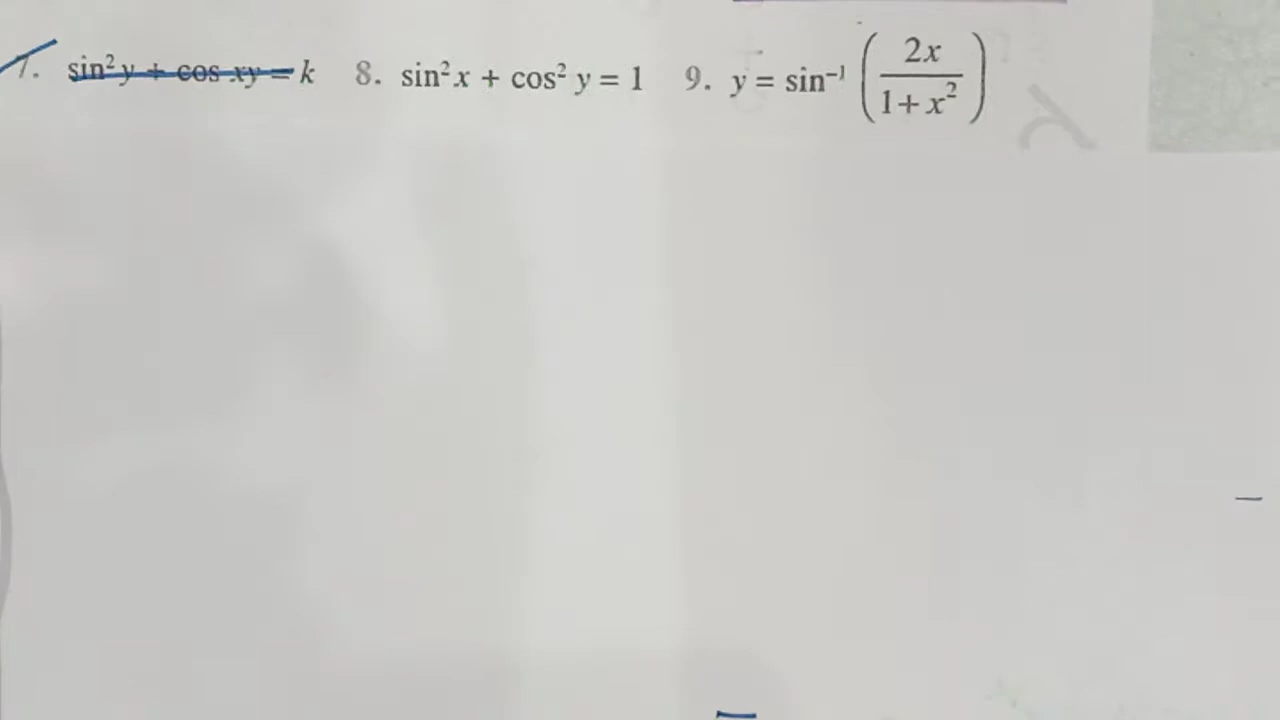 7. sin²y + cos xy = k 8. sin²x + cos² y = 1 9. y = sin⁻¹ (2x / 1+x²)